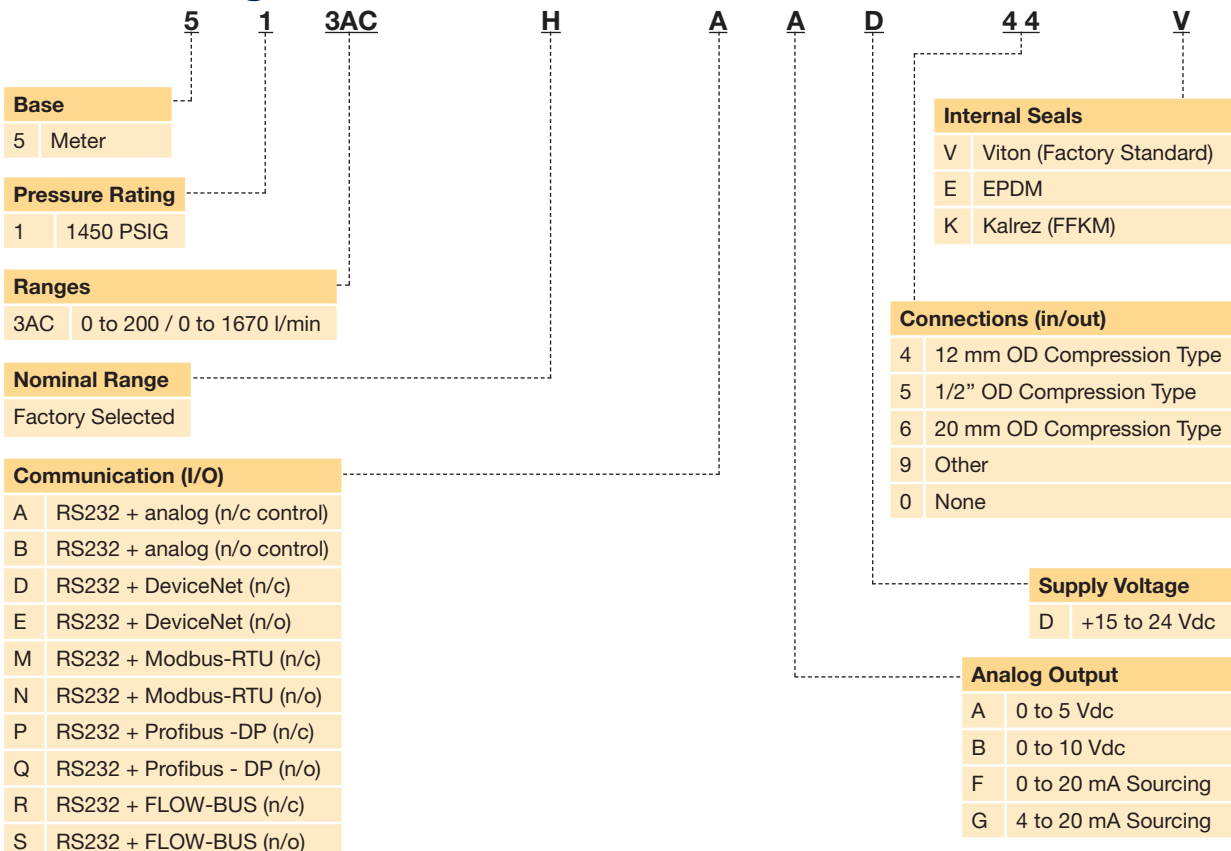 5 1 3AC H A A D 4 4 V
Base
5 Meter
Pressure Rating
1 1450 PSIG
Ranges
3AC 0 to 200 / 0 to 1670 l/min
Nominal Range
Factory Selected
Communication (I/O)
A RS232 + analog (n/c control)
B RS232 + analog (n/o control)
D RS232 + DeviceNet (n/c)
E RS232 + DeviceNet (n/o)
M RS232 + Modbus-RTU (n/c)
N RS232 + Modbus-RTU (n/o)
P RS232 + Profibus -DP (n/c)
Q RS232 + Profibus - DP (n/o)
R RS232 + FLOW-BUS (n/c)
S RS232 + FLOW-BUS (n/o)
Internal Seals
V Viton (Factory Standard)
E EPDM
K Kalrez (FFKM)
Connections (in/out)
4 12 mm OD Compression Type
5 1/2” OD Compression Type
6 20 mm OD Compression Type
9 Other
0 None
Supply Voltage
D +15 to 24 Vdc
Analog Output
A 0 to 5 Vdc
B 0 to 10 Vdc
F 0 to 20 mA Sourcing
G 4 to 20 mA Sourcing